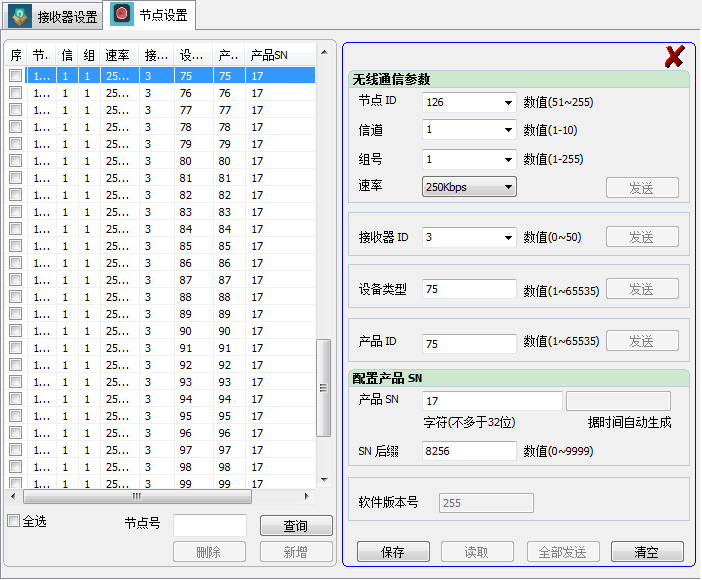 接收器设置 节点设置
序 节.. 信 组 速率 接... 设... 产.. 产品SN
1... 1 1 25... 3 75 75 17
1... 1 1 25... 3 76 76 17
1... 1 1 25... 3 77 77 17
1... 1 1 25... 3 78 78 17
1... 1 1 25... 3 79 79 17
1... 1 1 25... 3 80 80 17
1... 1 1 25... 3 81 81 17
1... 1 1 25... 3 82 82 17
1... 1 1 25... 3 83 83 17
1... 1 1 25... 3 84 84 17
1... 1 1 25... 3 85 85 17
1... 1 1 25... 3 86 86 17
1... 1 1 25... 3 87 87 17
1... 1 1 25... 3 88 88 17
1... 1 1 25... 3 89 89 17
1... 1 1 25... 3 90 90 17
1... 1 1 25... 3 91 91 17
1... 1 1 25... 3 92 92 17
1... 1 1 25... 3 93 93 17
1... 1 1 25... 3 94 94 17
1... 1 1 25... 3 95 95 17
1... 1 1 25... 3 96 96 17
1... 1 1 25... 3 97 97 17
1... 1 1 25... 3 98 98 17
1... 1 1 25... 3 99 99 17
全选 节点号 查询
删除 新增
无线通信参数
节点 ID 126 数值(51~255)
信道 1 数值(1-10)
组号 1 数值(1-255)
速率 250Kbps 发送
接收器 ID 3 数值(0~50) 发送
设备类型 75 数值(1~65535) 发送
产品 ID 75 数值(1~65535) 发送
配置产品 SN
产品 SN 17
字符(不多于32位) 据时间自动生成
SN 后缀 8256 数值(0~9999)
软件版本号 255
保存 读取 全部发送 清空